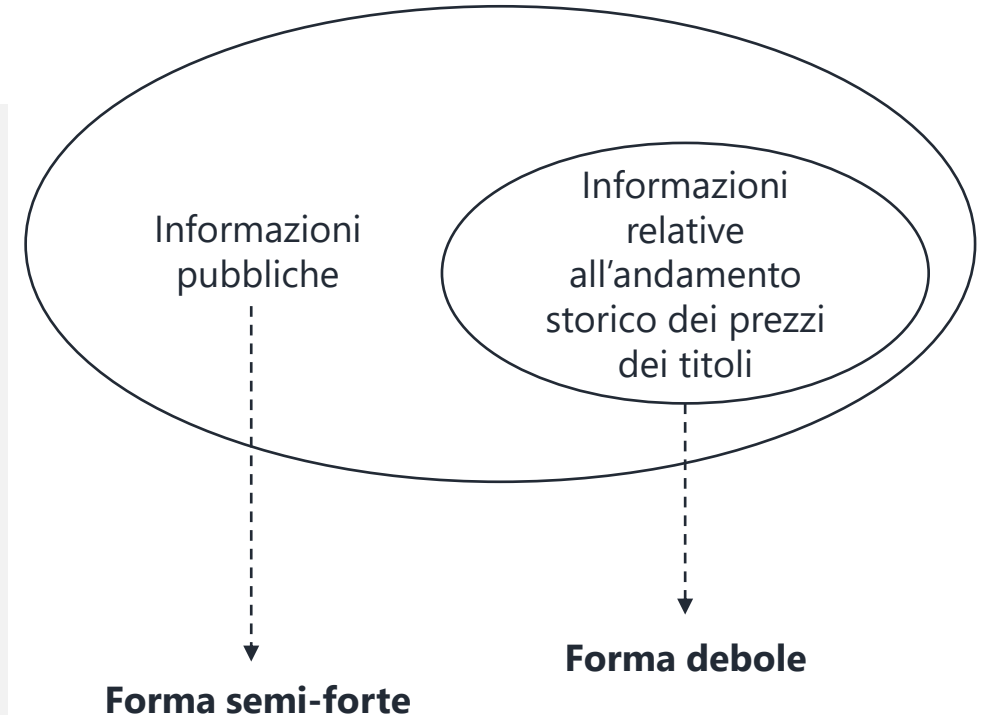 Informazioni
pubbliche
Informazioni
relative
all’andamento
storico dei prezzi
dei titoli
Forma debole
Forma semi-forte